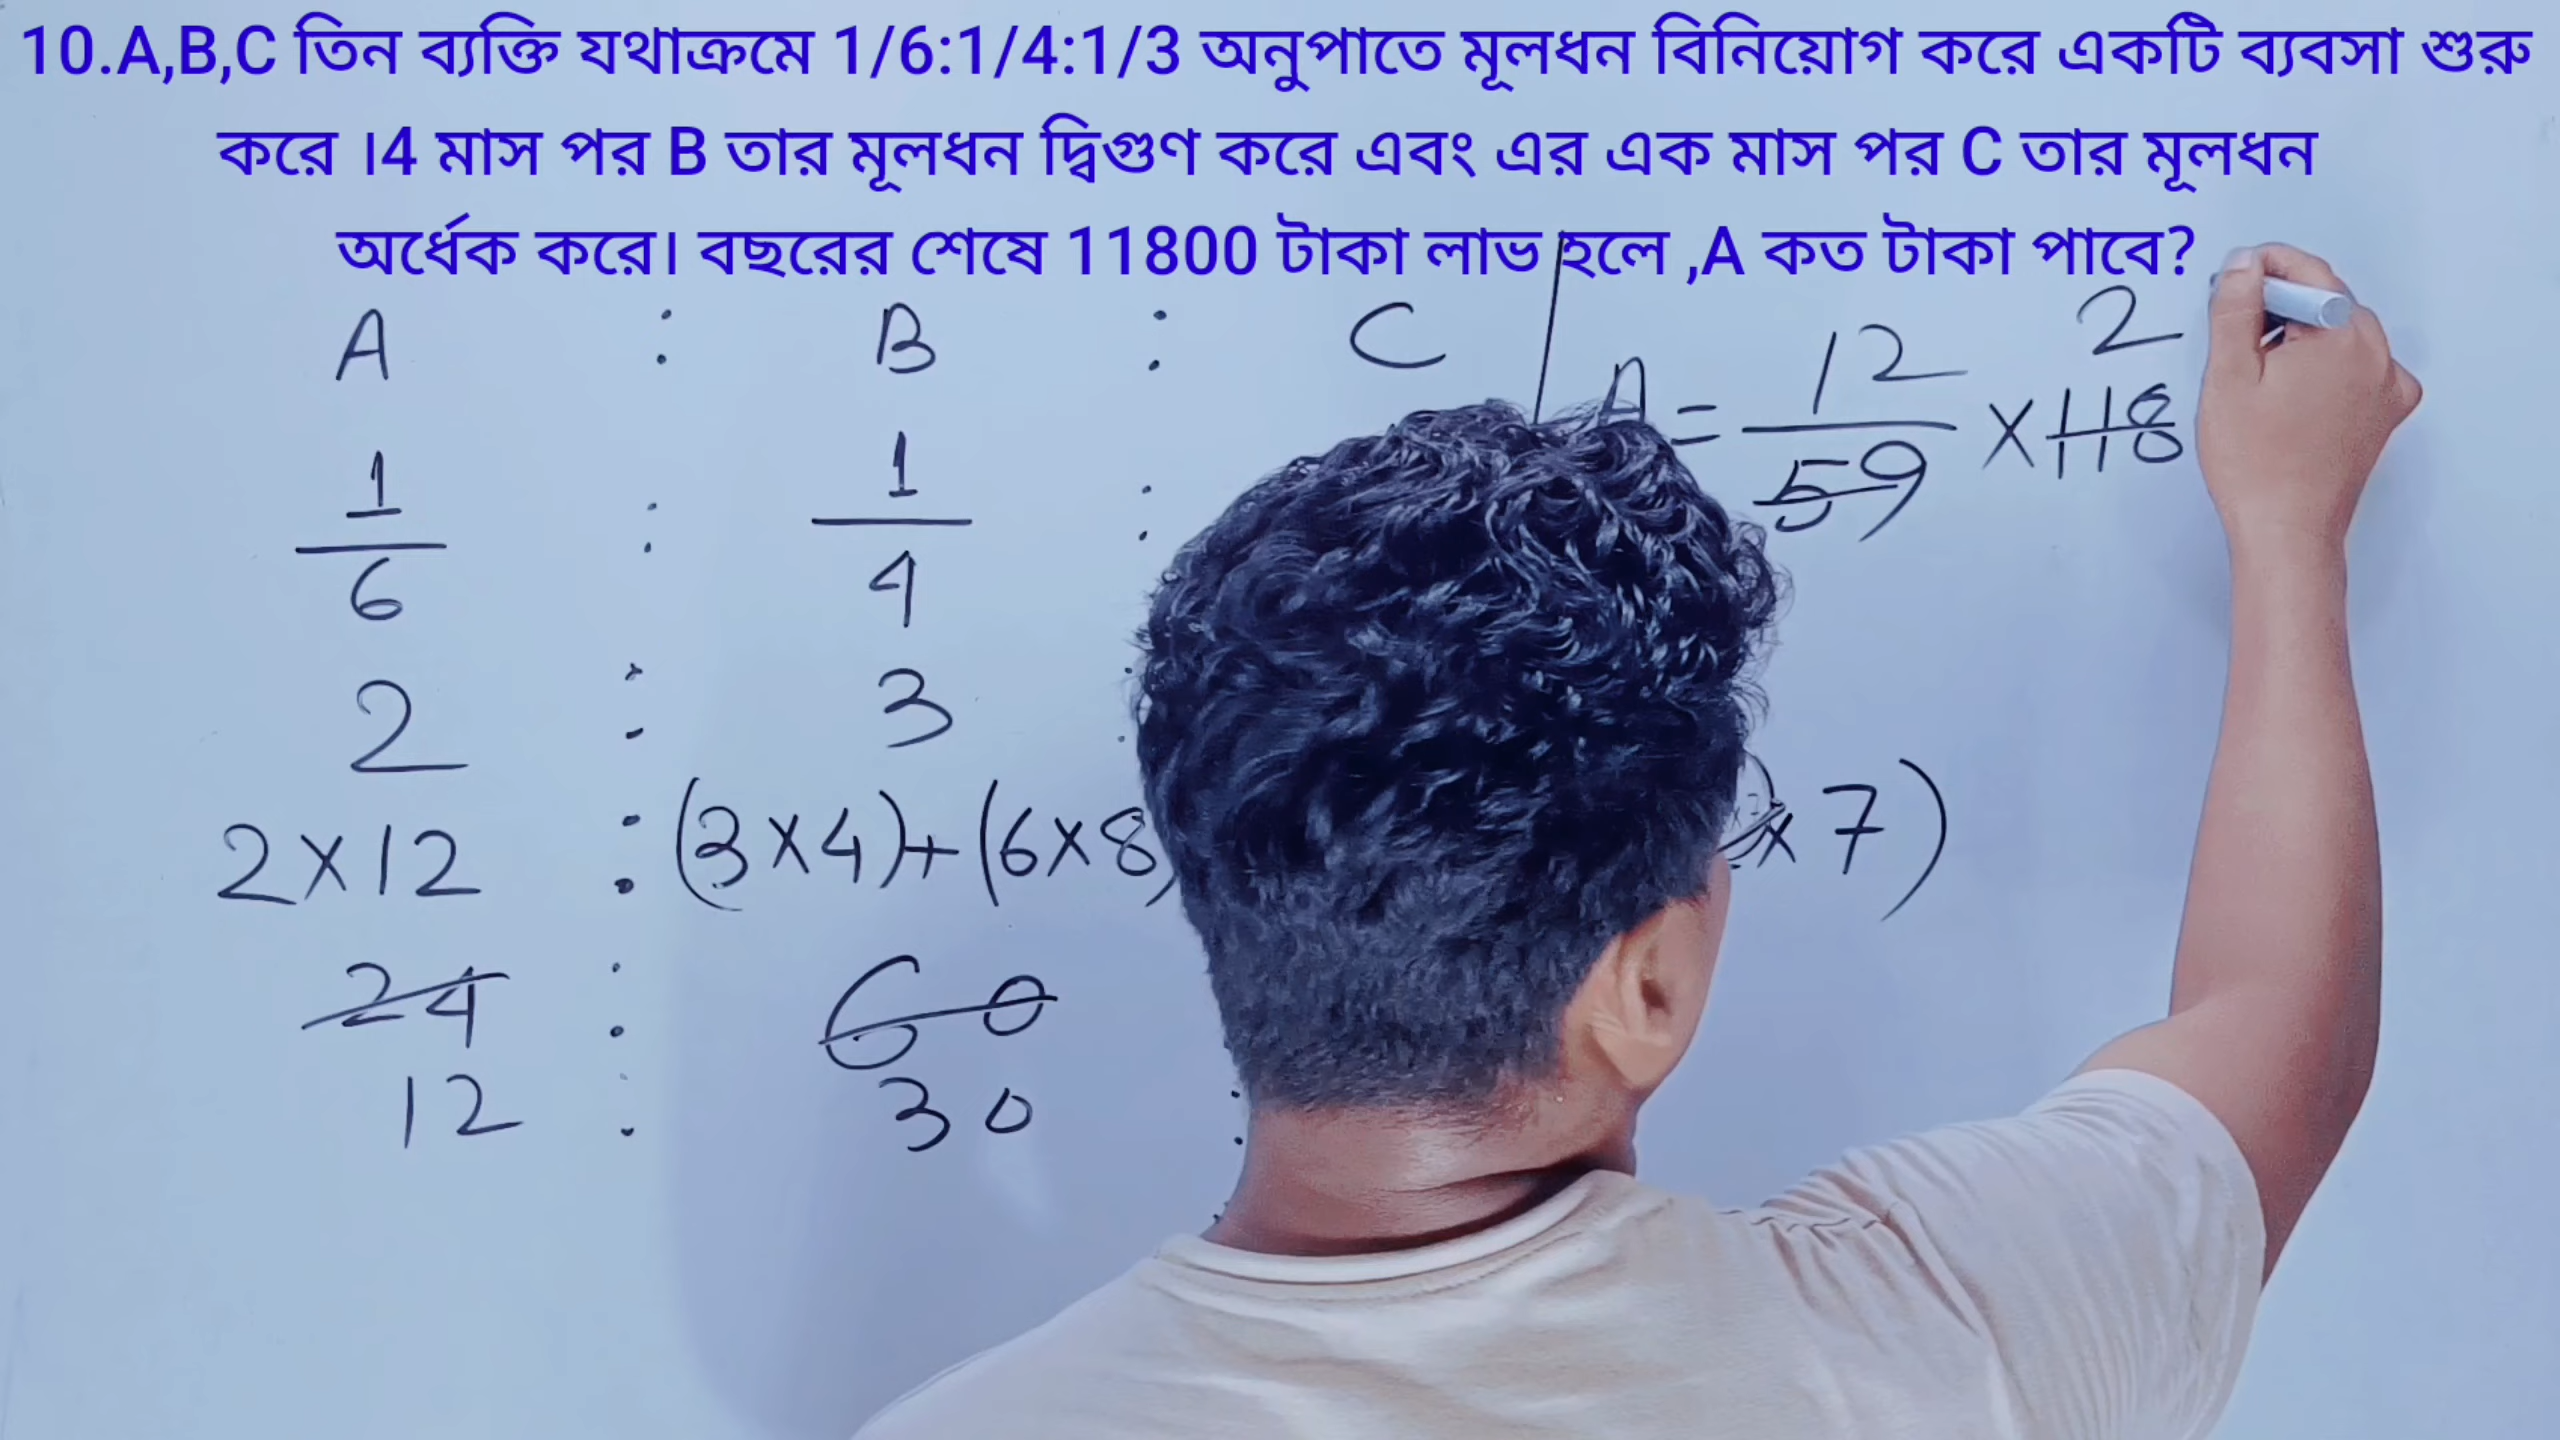 10.A,B,C তিন ব্যক্তি যথাক্রমে 1/6:1/4:1/3 অনুপাতে মূলধন বিনিয়োগ করে একটি ব্যবসা শুরু
করে ।4 মাস পর B তার মূলধন দ্বিগুণ করে এবং এর এক মাস পর C তার মূলধন
অর্ধেক করে। বছরের শেষে 11800 টাকা লাভ হলে ,A কত টাকা পাবে?
A : B : C
1/6 : 1/4 :
2 : 3 :
2×12 : (3×4)+(6×8) ×7)
24 : 60
12 : 30 :
A = 12/59 × 118
2